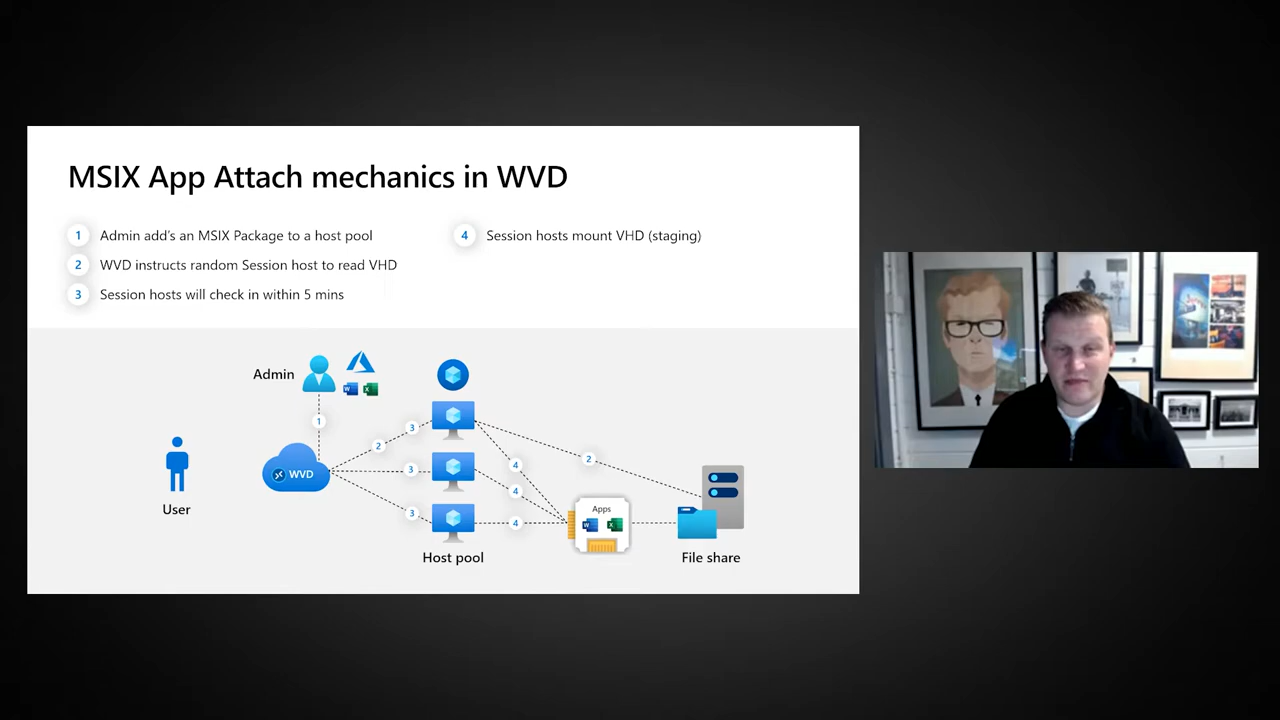 MSIX App Attach mechanics in WVD
1 Admin add's an MSIX Package to a host pool
2 WVD instructs random Session host to read VHD
3 Session hosts will check in within 5 mins
4 Session hosts mount VHD (staging)
Admin
1
2
3
3
3
2
4
4
4
WVD
User
Apps
Host pool
File share